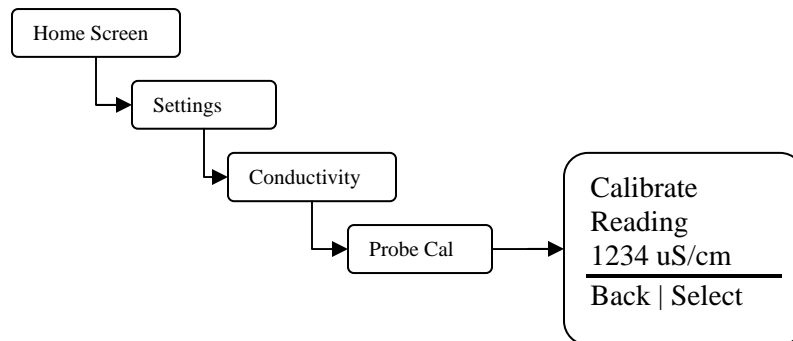 Home Screen
Settings
Conductivity
Probe Cal
Calibrate
Reading
1234 uS/cm
Back | Select